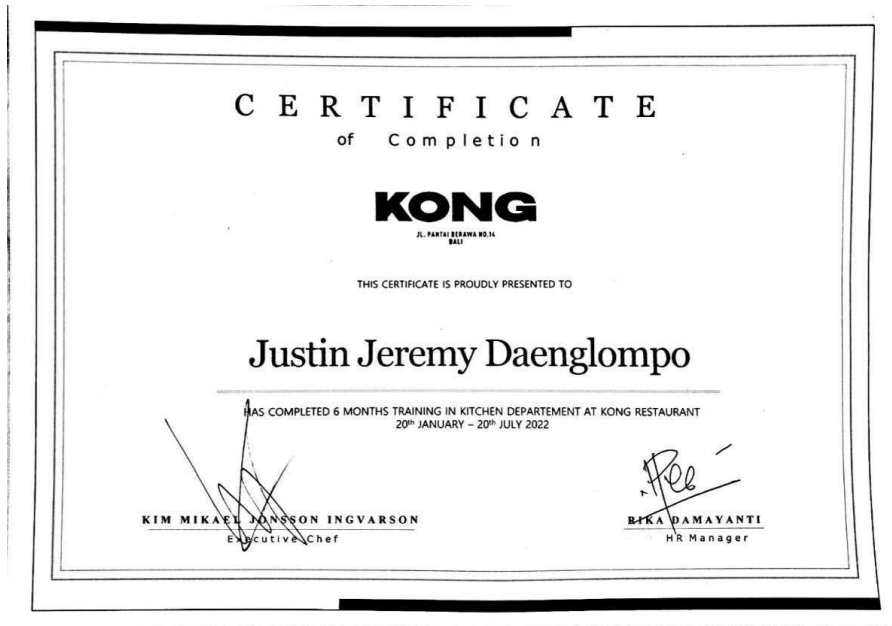 CERTIFICATE
of Completion
KONG
JL. PANTAI BERAWA NO.14
BALI
THIS CERTIFICATE IS PROUDLY PRESENTED TO
Justin Jeremy Daenglompo
HAS COMPLETED 6 MONTHS TRAINING IN KITCHEN DEPARTEMENT AT KONG RESTAURANT
20th JANUARY – 20th JULY 2022
KIM MIKAEL JONSSON INGVARSON
Executive Chef
RIKA DAMAYANTI
HR Manager